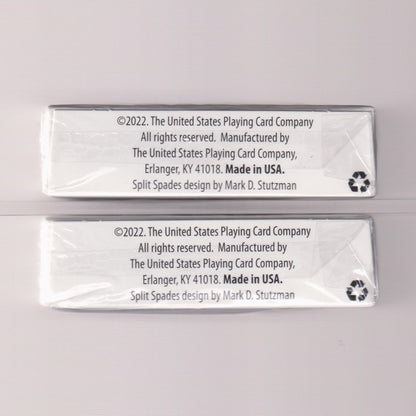 ©2022. The United States Playing Card Company
All rights reserved.  Manufactured by
The United States Playing Card Company,
Erlanger, KY 41018. Made in USA.
Split Spades design by Mark D. Stutzman
©2022. The United States Playing Card Company
All rights reserved.  Manufactured by
The United States Playing Card Company,
Erlanger, KY 41018. Made in USA.
Split Spades design by Mark D. Stutzman